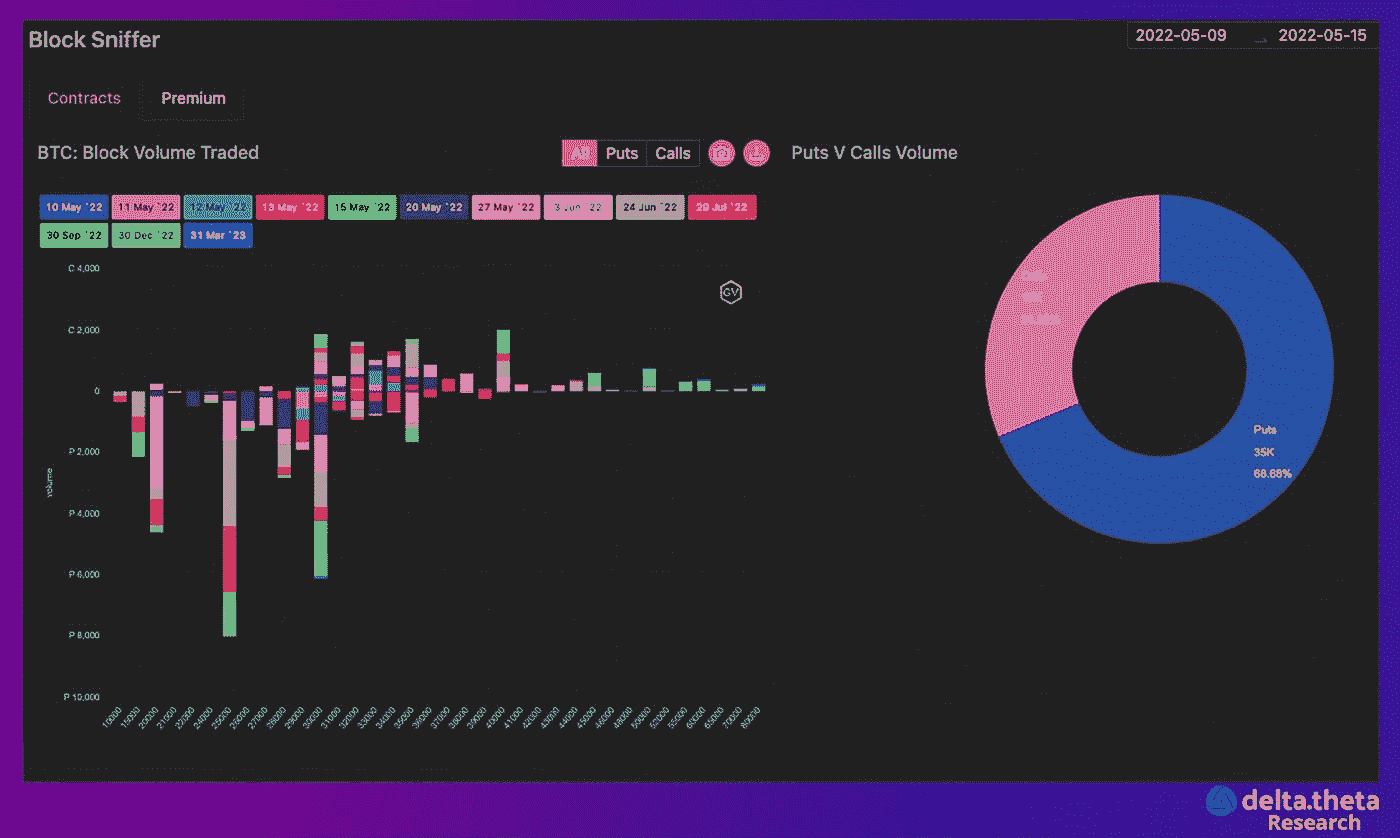 Block Sniffer
2022-05-09 → 2022-05-15
Contracts Premium
BTC: Block Volume Traded
All Puts Calls
Puts V Calls Volume
10 May `22 11 May `22 12 May `22 13 May `22 15 May `22 20 May `22 27 May `22 3 Jun `22 24 Jun `22 29 Jul `22
30 Sep `22 30 Dec `22 31 Mar `23
C 4,000
GV
C 2,000
0
P 2,000
P 4,000
P 6,000
P 8,000
P 10,000
volume
10000 15000 20000 21000 22000 24000 25000 26000 27000 28000 29000 30000 31000 32000 33000 34000 35000 36000 37000 38000 39000 40000 41000 42000 43000 44000 45000 46000 48000 50000 52000 55000 60000 65000 70000 80000
Puts
35K
68.68%
delta.theta
Research